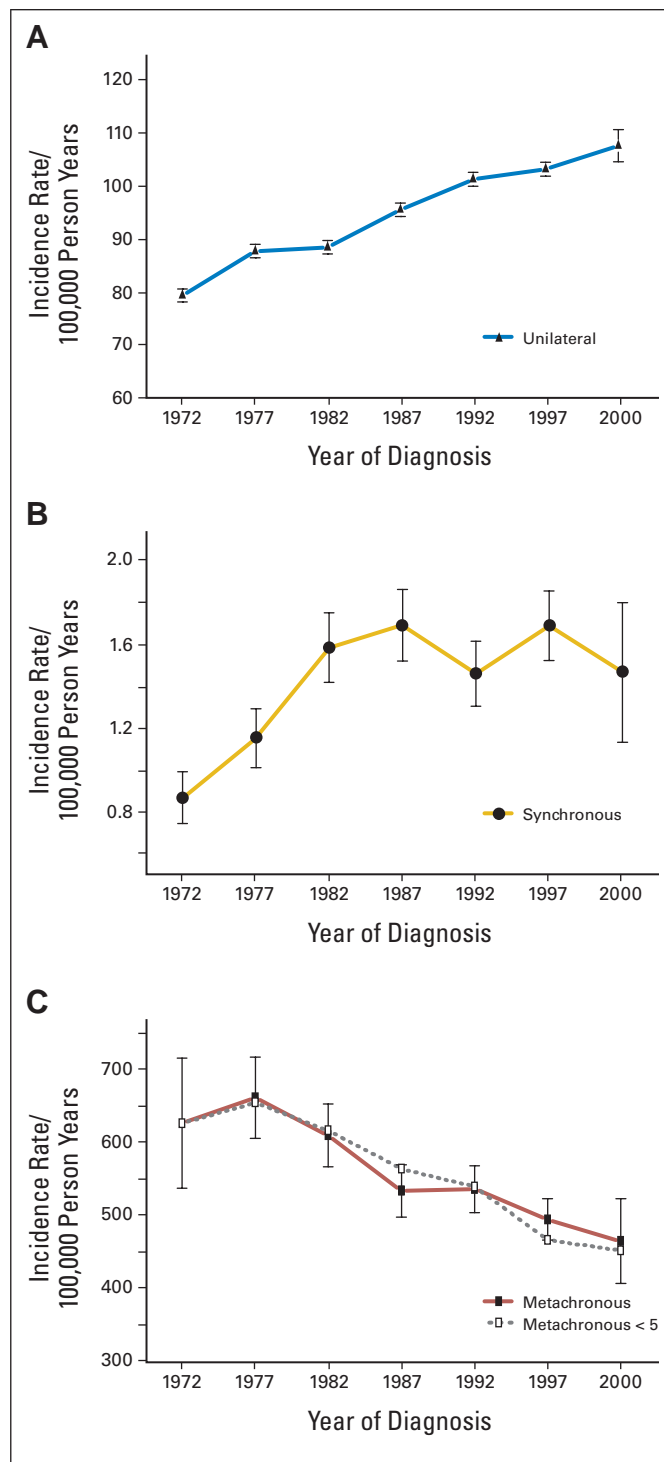 A
Incidence Rate/
100,000 Person Years
120
110
100
90
80
70
60
Unilateral
1972 1977 1982 1987 1992 1997 2000
Year of Diagnosis
B
Incidence Rate/
100,000 Person Years
2.0
1.6
1.2
0.8
Synchronous
1972 1977 1982 1987 1992 1997 2000
Year of Diagnosis
C
Incidence Rate/
100,000 Person Years
700
600
500
400
300
Metachronous
Metachronous < 5
1972 1977 1982 1987 1992 1997 2000
Year of Diagnosis